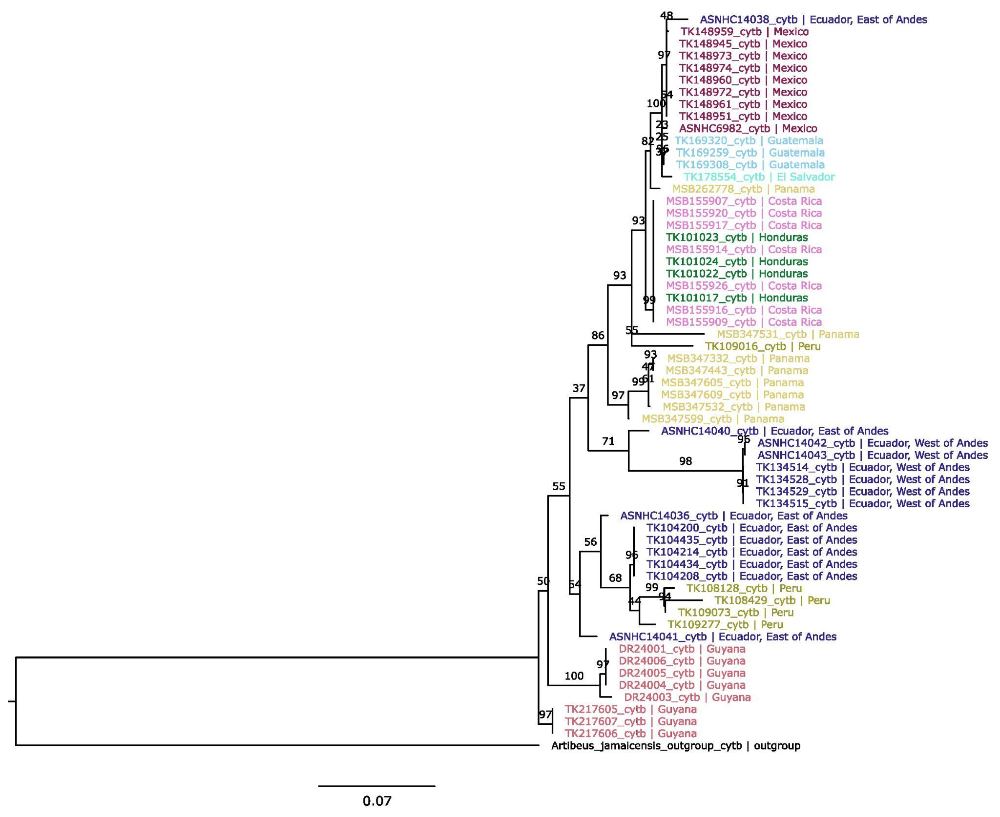 48
ASNHC14038_cytb | Ecuador, East of Andes
TK148959_cytb | Mexico
TK148945_cytb | Mexico
97
TK148973_cytb | Mexico
TK148974_cytb | Mexico
TK148960_cytb | Mexico
54
TK148972_cytb | Mexico
100
TK148961_cytb | Mexico
TK148951_cytb | Mexico
23
ASNHC6982_cytb | Mexico
25
82
TK169320_cytb | Guatemala
TK169259_cytb | Guatemala
TK169308_cytb | Guatemala
TK178554_cytb | El Salvador
MSB262778_cytb | Panama
MSB155907_cytb | Costa Rica
MSB155920_cytb | Costa Rica
93
MSB155917_cytb | Costa Rica
TK101023_cytb | Honduras
MSB155914_cytb | Costa Rica
TK101024_cytb | Honduras
93
TK101022_cytb | Honduras
MSB155926_cytb | Costa Rica
99
TK101017_cytb | Honduras
MSB155916_cytb | Costa Rica
MSB155909_cytb | Costa Rica
55
MSB347531_cytb | Panama
86
TK109016_cytb | Peru
93
MSB347332_cytb | Panama
47
MSB347443_cytb | Panama
99
61
MSB347605_cytb | Panama
37
97
MSB347609_cytb | Panama
MSB347532_cytb | Panama
MSB347599_cytb | Panama
ASNHC14040_cytb | Ecuador, East of Andes
71
96
ASNHC14042_cytb | Ecuador, West of Andes
ASNHC14043_cytb | Ecuador, West of Andes
98
TK134514_cytb | Ecuador, West of Andes
TK134528_cytb | Ecuador, West of Andes
55
91
TK134529_cytb | Ecuador, West of Andes
TK134515_cytb | Ecuador, West of Andes
ASNHC14036_cytb | Ecuador, East of Andes
TK104200_cytb | Ecuador, East of Andes
56
TK104435_cytb | Ecuador, East of Andes
96
TK104214_cytb | Ecuador, East of Andes
TK104434_cytb | Ecuador, East of Andes
68
TK104208_cytb | Ecuador, East of Andes
50
54
99
TK108128_cytb | Peru
44
94
TK108429_cytb | Peru
TK109073_cytb | Peru
TK109277_cytb | Peru
ASNHC14041_cytb | Ecuador, East of Andes
DR24001_cytb | Guyana
97
DR24006_cytb | Guyana
100
DR24005_cytb | Guyana
DR24004_cytb | Guyana
DR24003_cytb | Guyana
97
TK217605_cytb | Guyana
TK217607_cytb | Guyana
TK217606_cytb | Guyana
Artibeus_jamaicensis_outgroup_cytb | outgroup
0.07